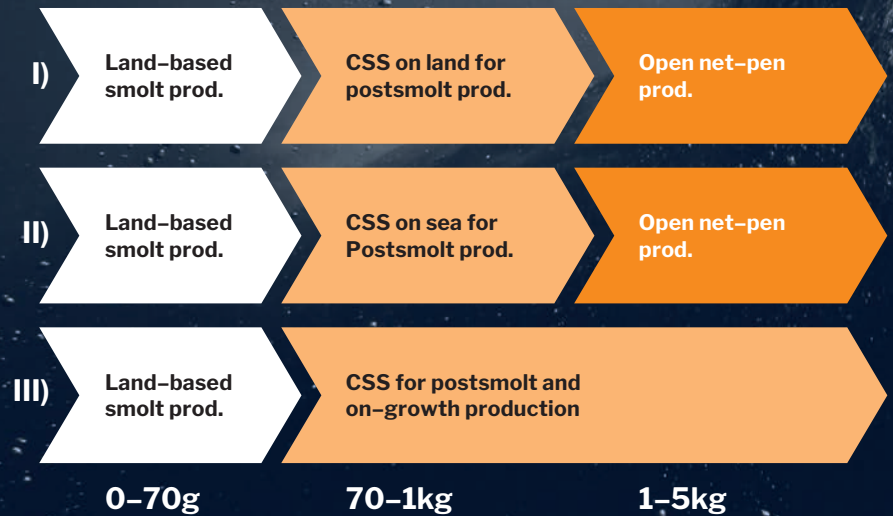 I)
Land–based
smolt prod.
CSS on land for
postsmolt prod.
Open net–pen
prod.
II)
Land–based
smolt prod.
CSS on sea for
Postsmolt prod.
Open net–pen
prod.
III)
Land–based
smolt prod.
CSS for postsmolt and
on–growth production
0–70g
70–1kg
1–5kg